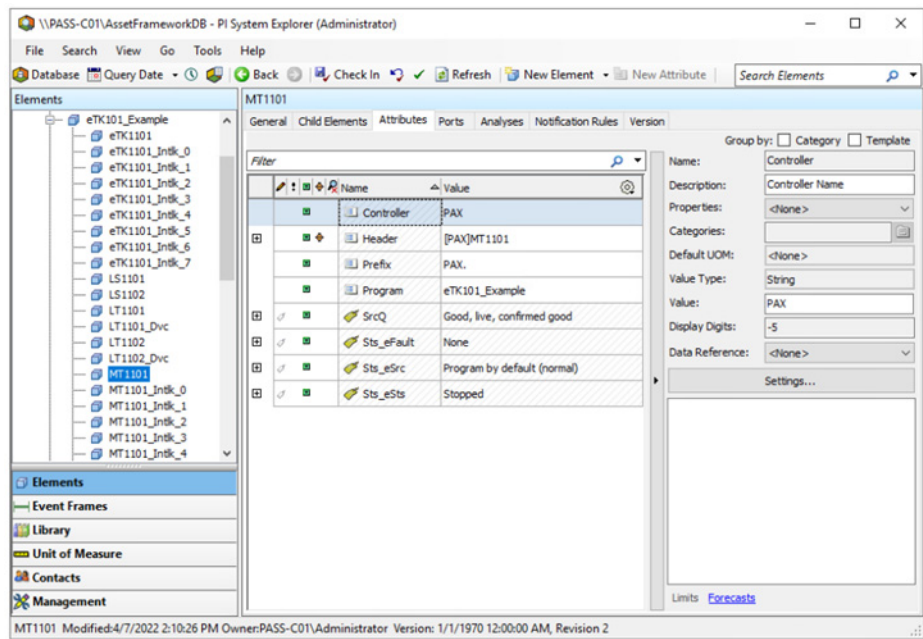 \\PASS-C01\AssetFrameworkDB - PI System Explorer (Administrator)
File Search View Go Tools Help
Database Query Date Back Check In Refresh New Element New Attribute Search Elements
Elements
eTK101_Example
eTK1101
eTK1101_Intlk_0
eTK1101_Intlk_1
eTK1101_Intlk_2
eTK1101_Intlk_3
eTK1101_Intlk_4
eTK1101_Intlk_5
eTK1101_Intlk_6
eTK1101_Intlk_7
LS1101
LS1102
LT1101
LT1101_Dvc
LT1102
LT1102_Dvc
MT1101
MT1101_Intlk_0
MT1101_Intlk_1
MT1101_Intlk_2
MT1101_Intlk_3
MT1101_Intlk_4
Elements
Event Frames
Library
Unit of Measure
Contacts
Management
MT1101
General Child Elements Attributes Ports Analyses Notification Rules Version
Group by: Category Template
Filter
Name Value
Controller PAX
Header [PAX]MT1101
Prefix PAX.
Program eTK101_Example
SrcQ Good, live, confirmed good
Sts_eFault None
Sts_eSrc Program by default (normal)
Sts_eSts Stopped
Name: Controller
Description: Controller Name
Properties: <None>
Categories:
Default UOM: <None>
Value Type: String
Value: PAX
Display Digits: -5
Data Reference: <None>
Settings...
Limits Forecasts
MT1101 Modified:4/7/2022 2:10:26 PM Owner:PASS-C01\Administrator Version: 1/1/1970 12:00:00 AM, Revision 2